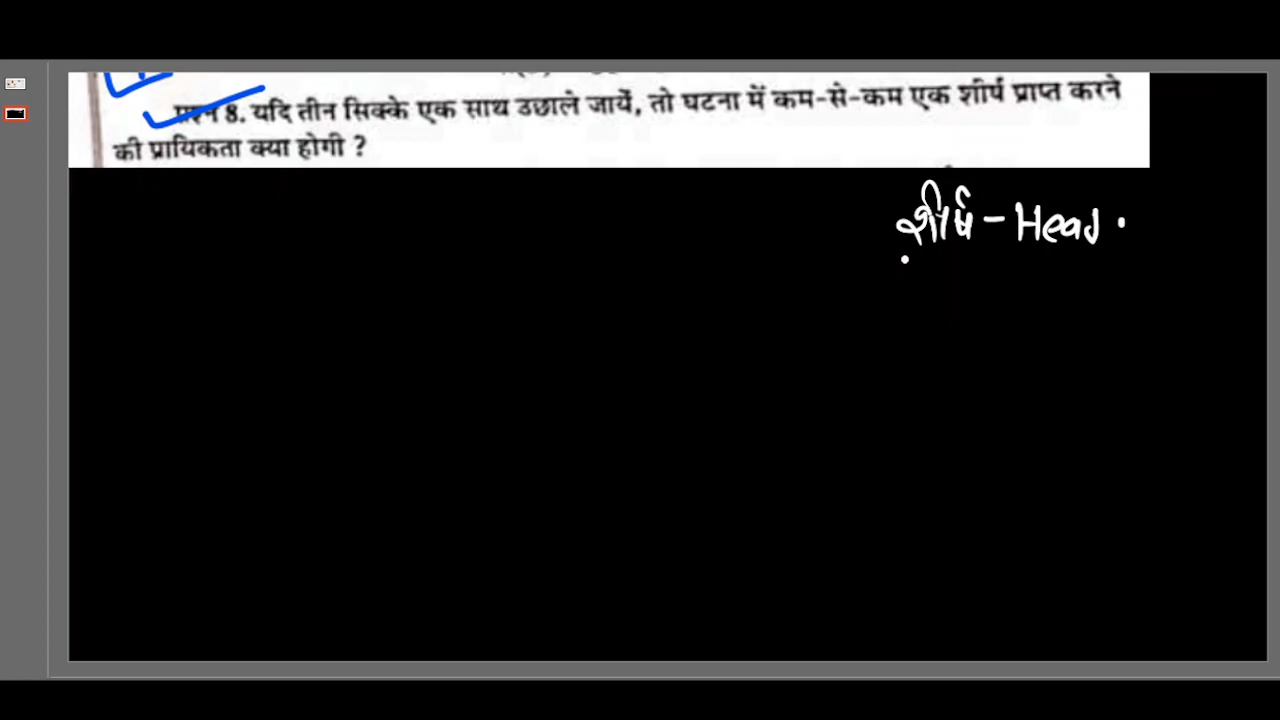 प्रश्न 8. यदि तीन सिक्के एक साथ उछाले जायें, तो घटना में कम-से-कम एक शीर्ष प्राप्त करने
की प्रायिकता क्या होगी ?
शीर्ष - Head